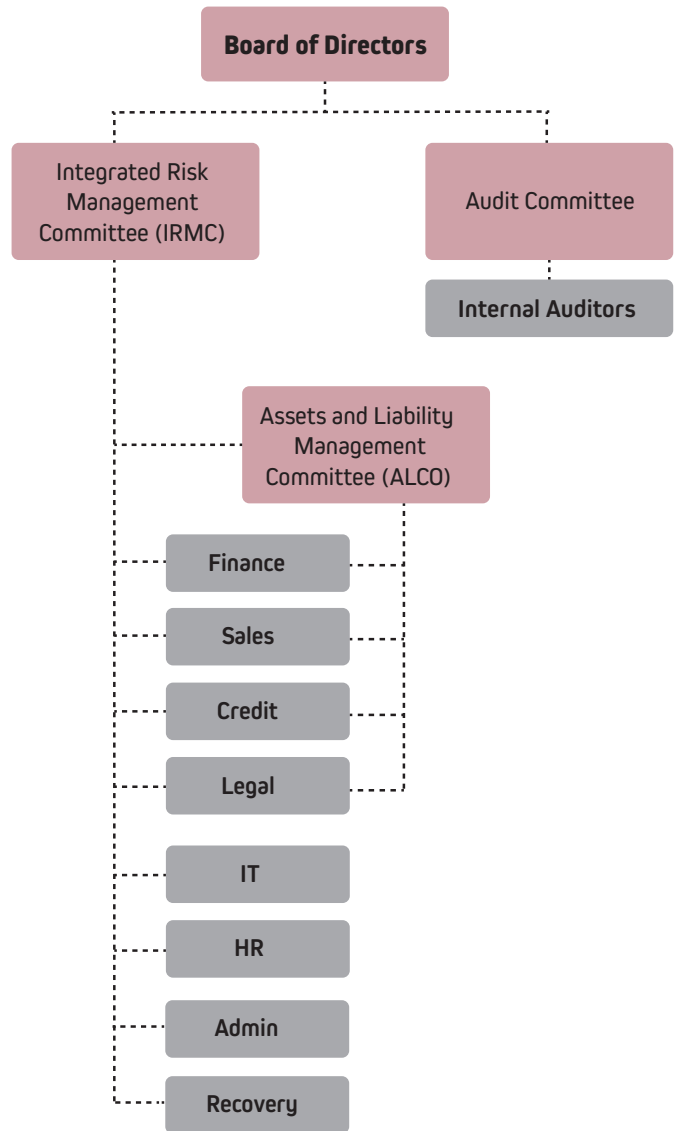 Board of Directors
Integrated Risk
Management
Committee (IRMC)
Audit Committee
Internal Auditors
Assets and Liability
Management
Committee (ALCO)
Finance
Sales
Credit
Legal
IT
HR
Admin
Recovery